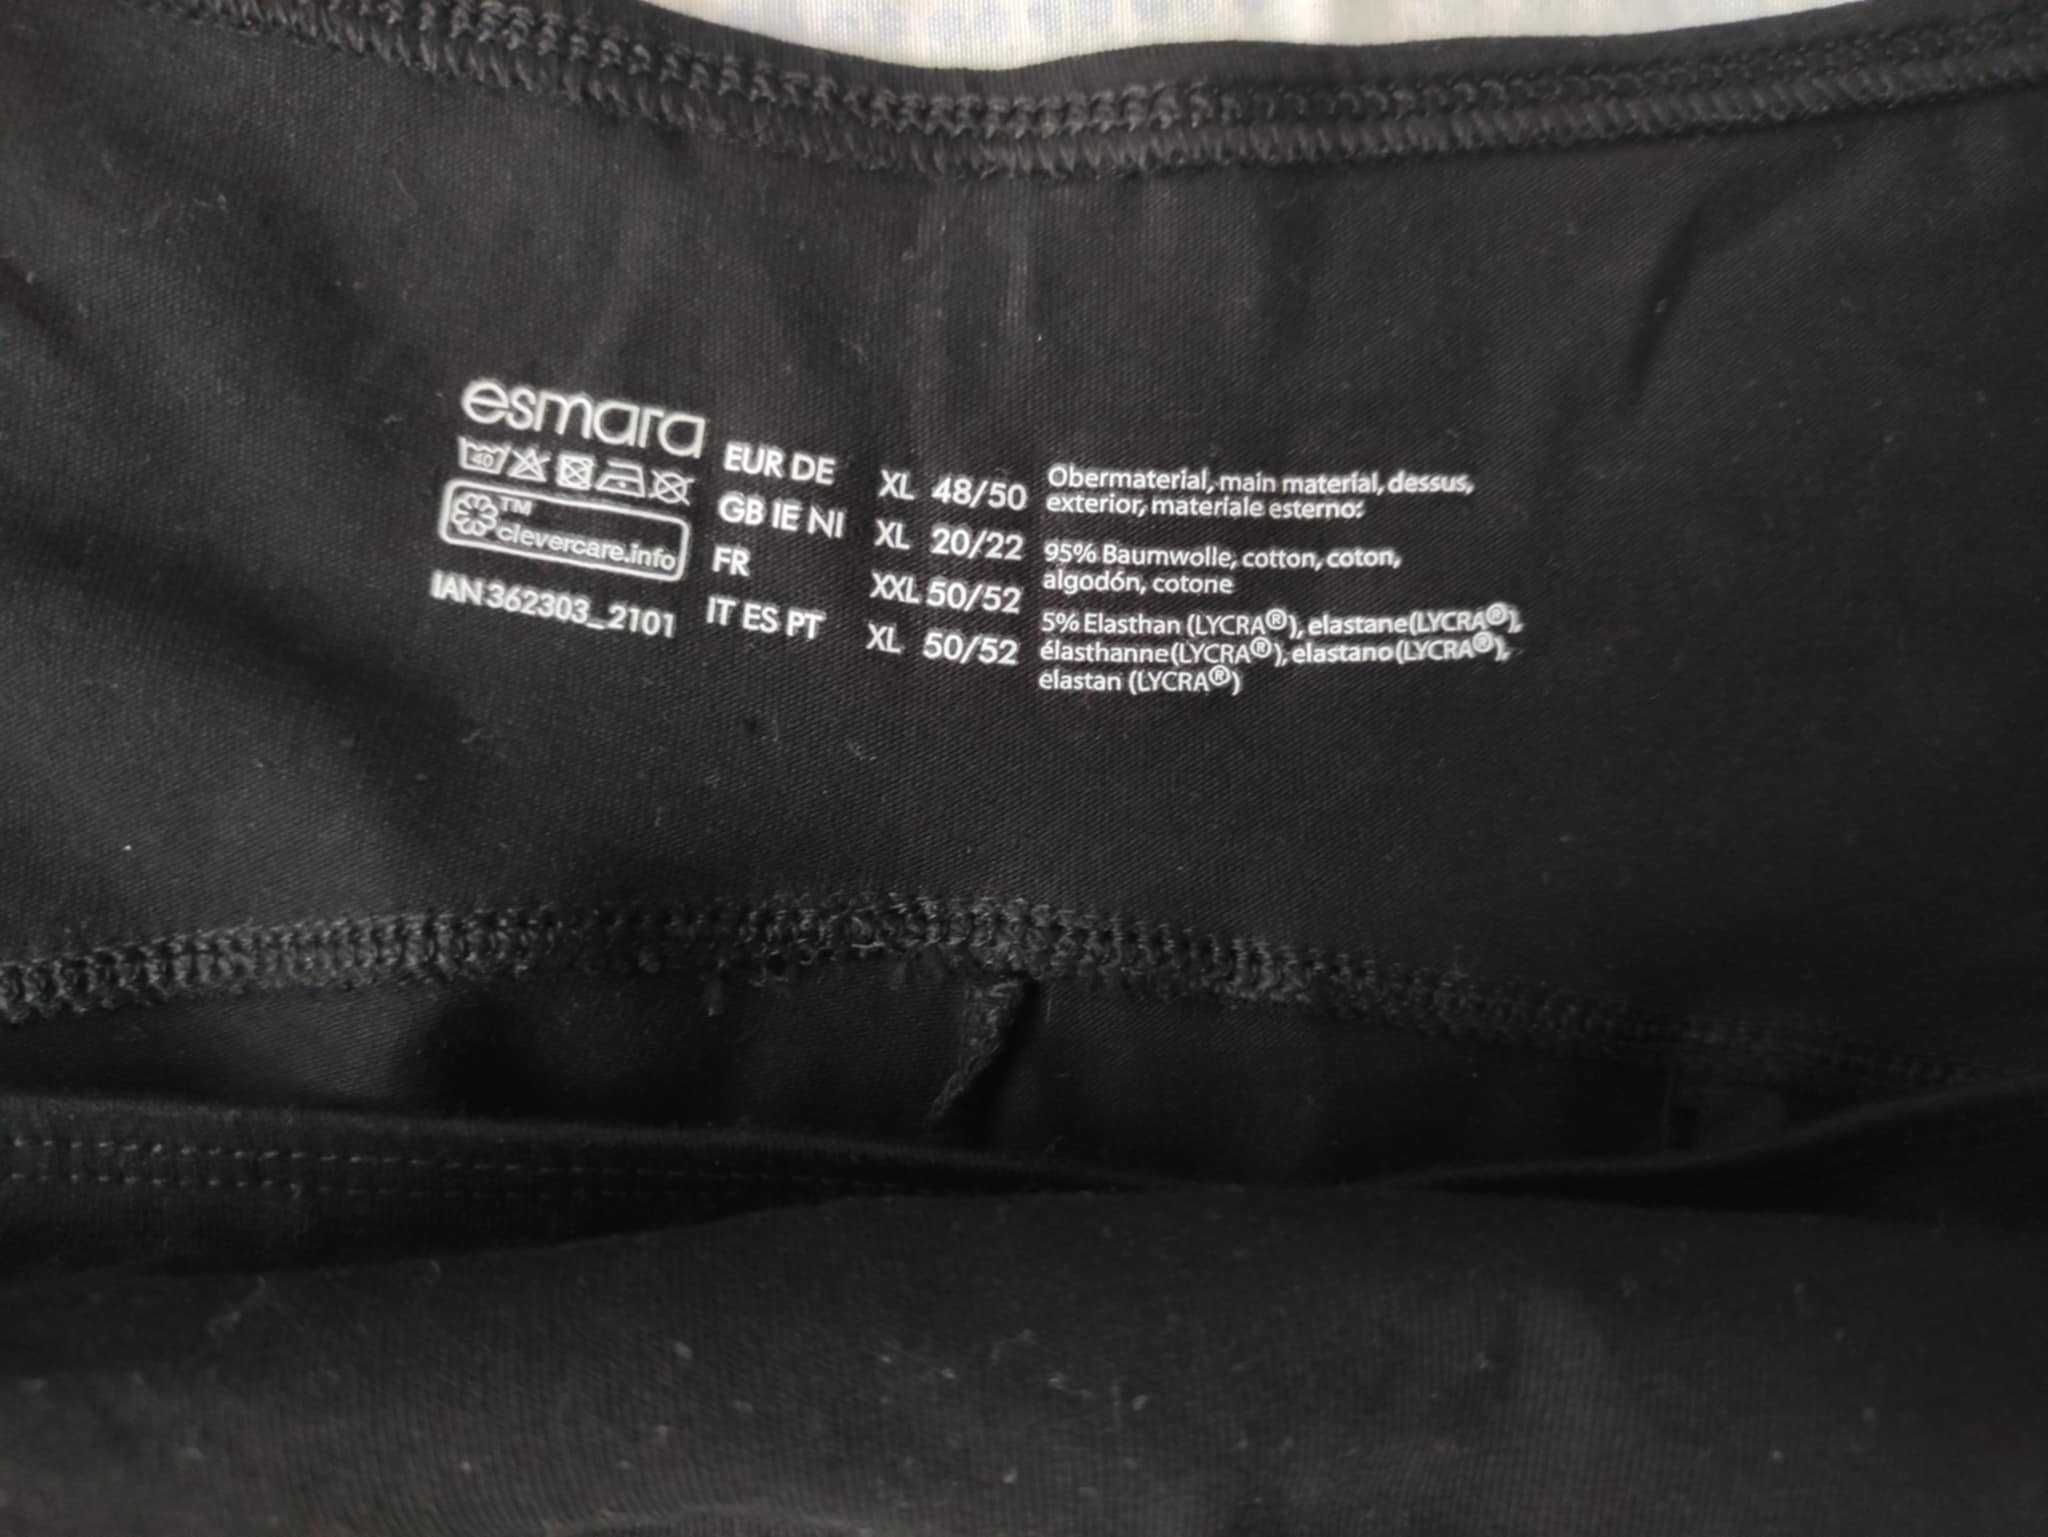 esmara
40
™clevercare.info
IAN 362303_2101
EUR DE XL 48/50
GB IE NI XL 20/22
FR XXL 50/52
IT ES PT XL 50/52
Obermaterial, main material, dessus,
exterior, materiale esterno:
95% Baumwolle, cotton, coton,
algodón, cotone
5% Elasthan (LYCRA®), elastane(LYCRA®),
élasthanne(LYCRA®), elastano(LYCRA®),
elastan (LYCRA®)